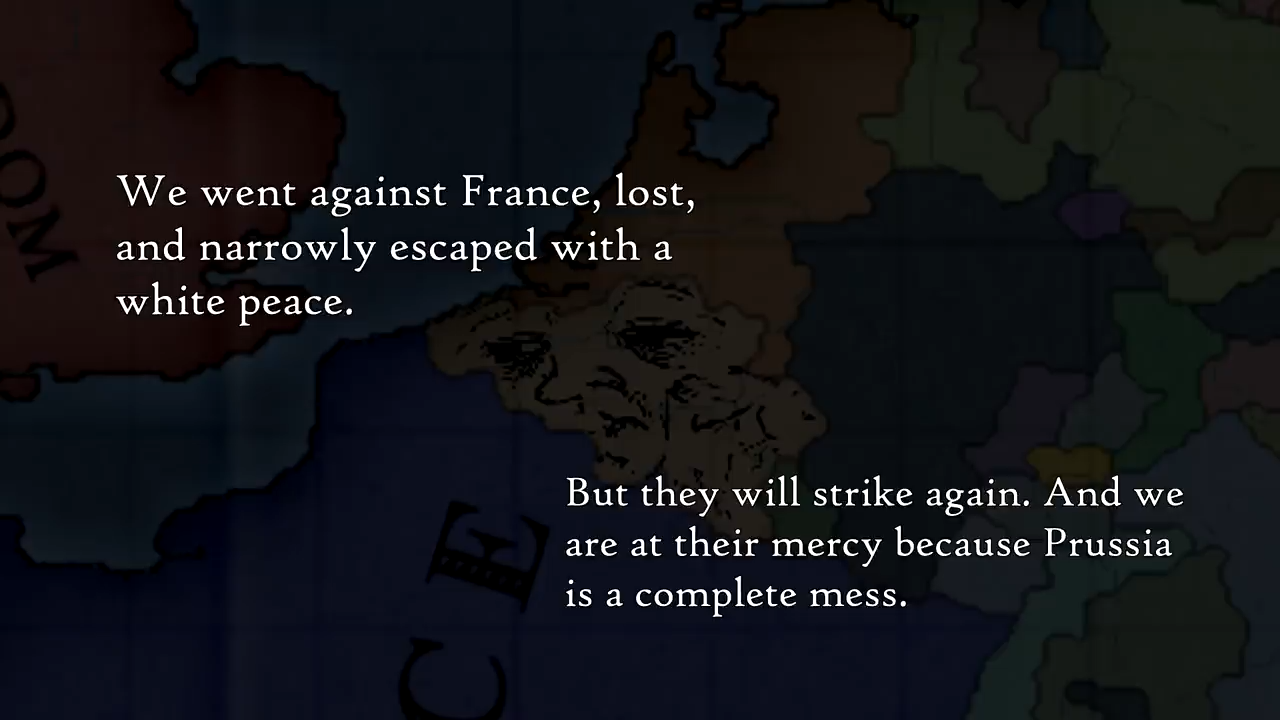 We went against France, lost,
and narrowly escaped with a
white peace.
But they will strike again. And we
are at their mercy because Prussia
is a complete mess.
C E